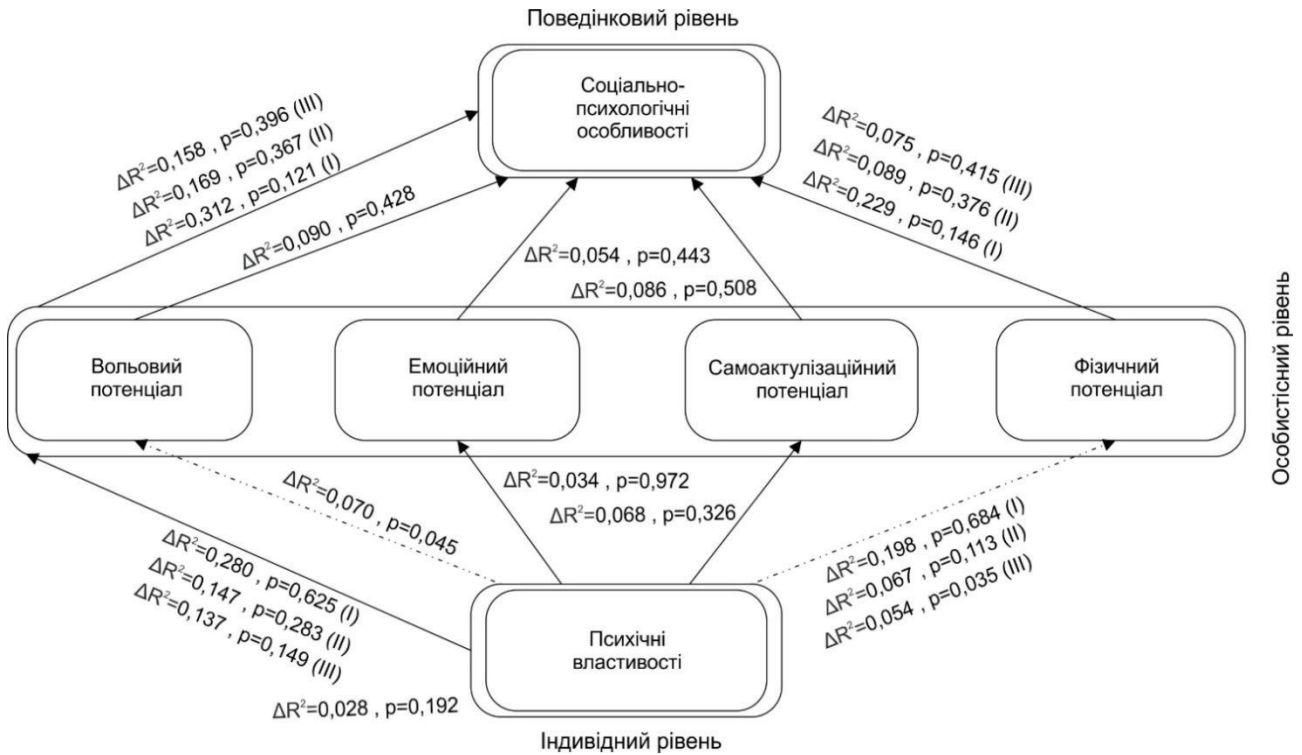 Поведінковий рівень
Соціально-
психологічні
особливості
ΔR²=0,158 , p=0,396 (III)
ΔR²=0,169 , p=0,367 (II)
ΔR²=0,312 , p=0,121 (I)
ΔR²=0,090 , p=0,428
ΔR²=0,054 , p=0,443
ΔR²=0,086 , p=0,508
ΔR²=0,075 , p=0,415 (III)
ΔR²=0,089 , p=0,376 (II)
ΔR²=0,229 , p=0,146 (I)
Вольовий
потенціал
Емоційний
потенціал
Самоактулізаційний
потенціал
Фізичний
потенціал
Особистісний рівень
ΔR²=0,070 , p=0,045
ΔR²=0,280 , p=0,625 (I)
ΔR²=0,147 , p=0,283 (II)
ΔR²=0,137 , p=0,149 (III)
ΔR²=0,034 , p=0,972
ΔR²=0,068 , p=0,326
ΔR²=0,198 , p=0,684 (I)
ΔR²=0,067 , p=0,113 (II)
ΔR²=0,054 , p=0,035 (III)
Психічні
властивості
ΔR²=0,028 , p=0,192
Індивідний рівень